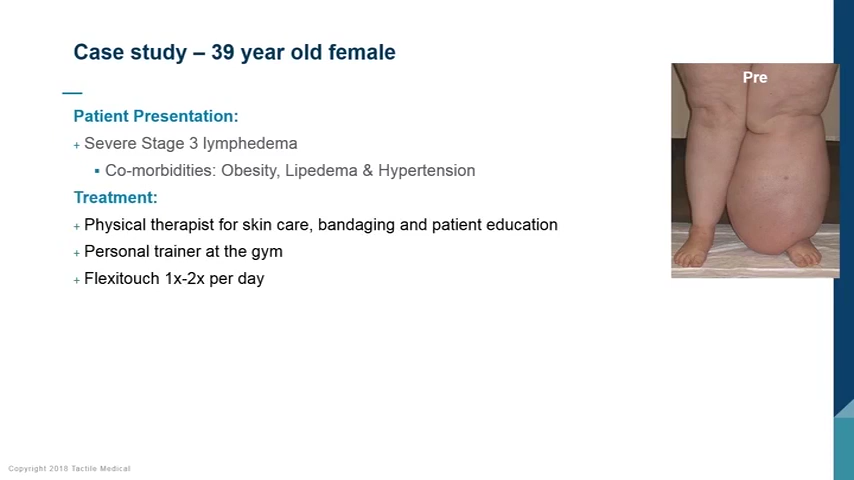 Case study – 39 year old female
Pre
Patient Presentation:
+ Severe Stage 3 lymphedema
▪ Co-morbidities: Obesity, Lipedema & Hypertension
Treatment:
+ Physical therapist for skin care, bandaging and patient education
+ Personal trainer at the gym
+ Flexitouch 1x-2x per day
Copyright 2018 Tactile Medical